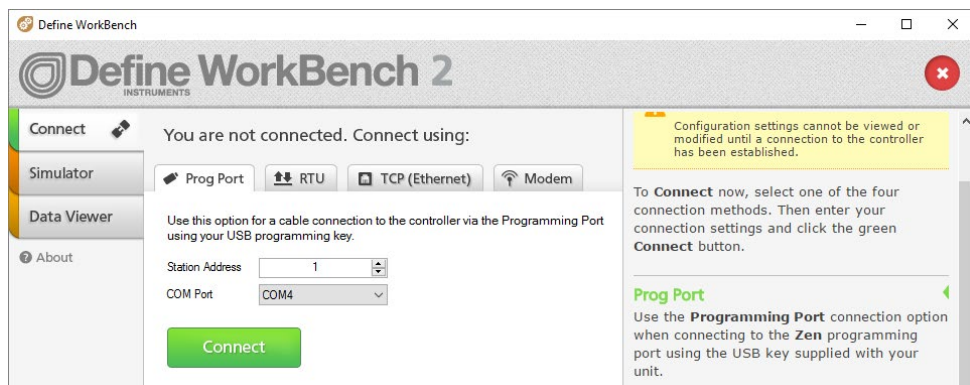 Define WorkBench
Define WorkBench 2
INSTRUMENTS
Connect
Simulator
Data Viewer
About
You are not connected. Connect using:
Prog Port
RTU
TCP (Ethernet)
Modem
Use this option for a cable connection to the controller via the Programming Port
using your USB programming key.
Station Address 1
COM Port COM4
Connect
Configuration settings cannot be viewed or
modified until a connection to the controller
has been established.
To Connect now, select one of the four
connection methods. Then enter your
connection settings and click the green
Connect button.
Prog Port
Use the Programming Port connection option
when connecting to the Zen programming
port using the USB key supplied with your
unit.